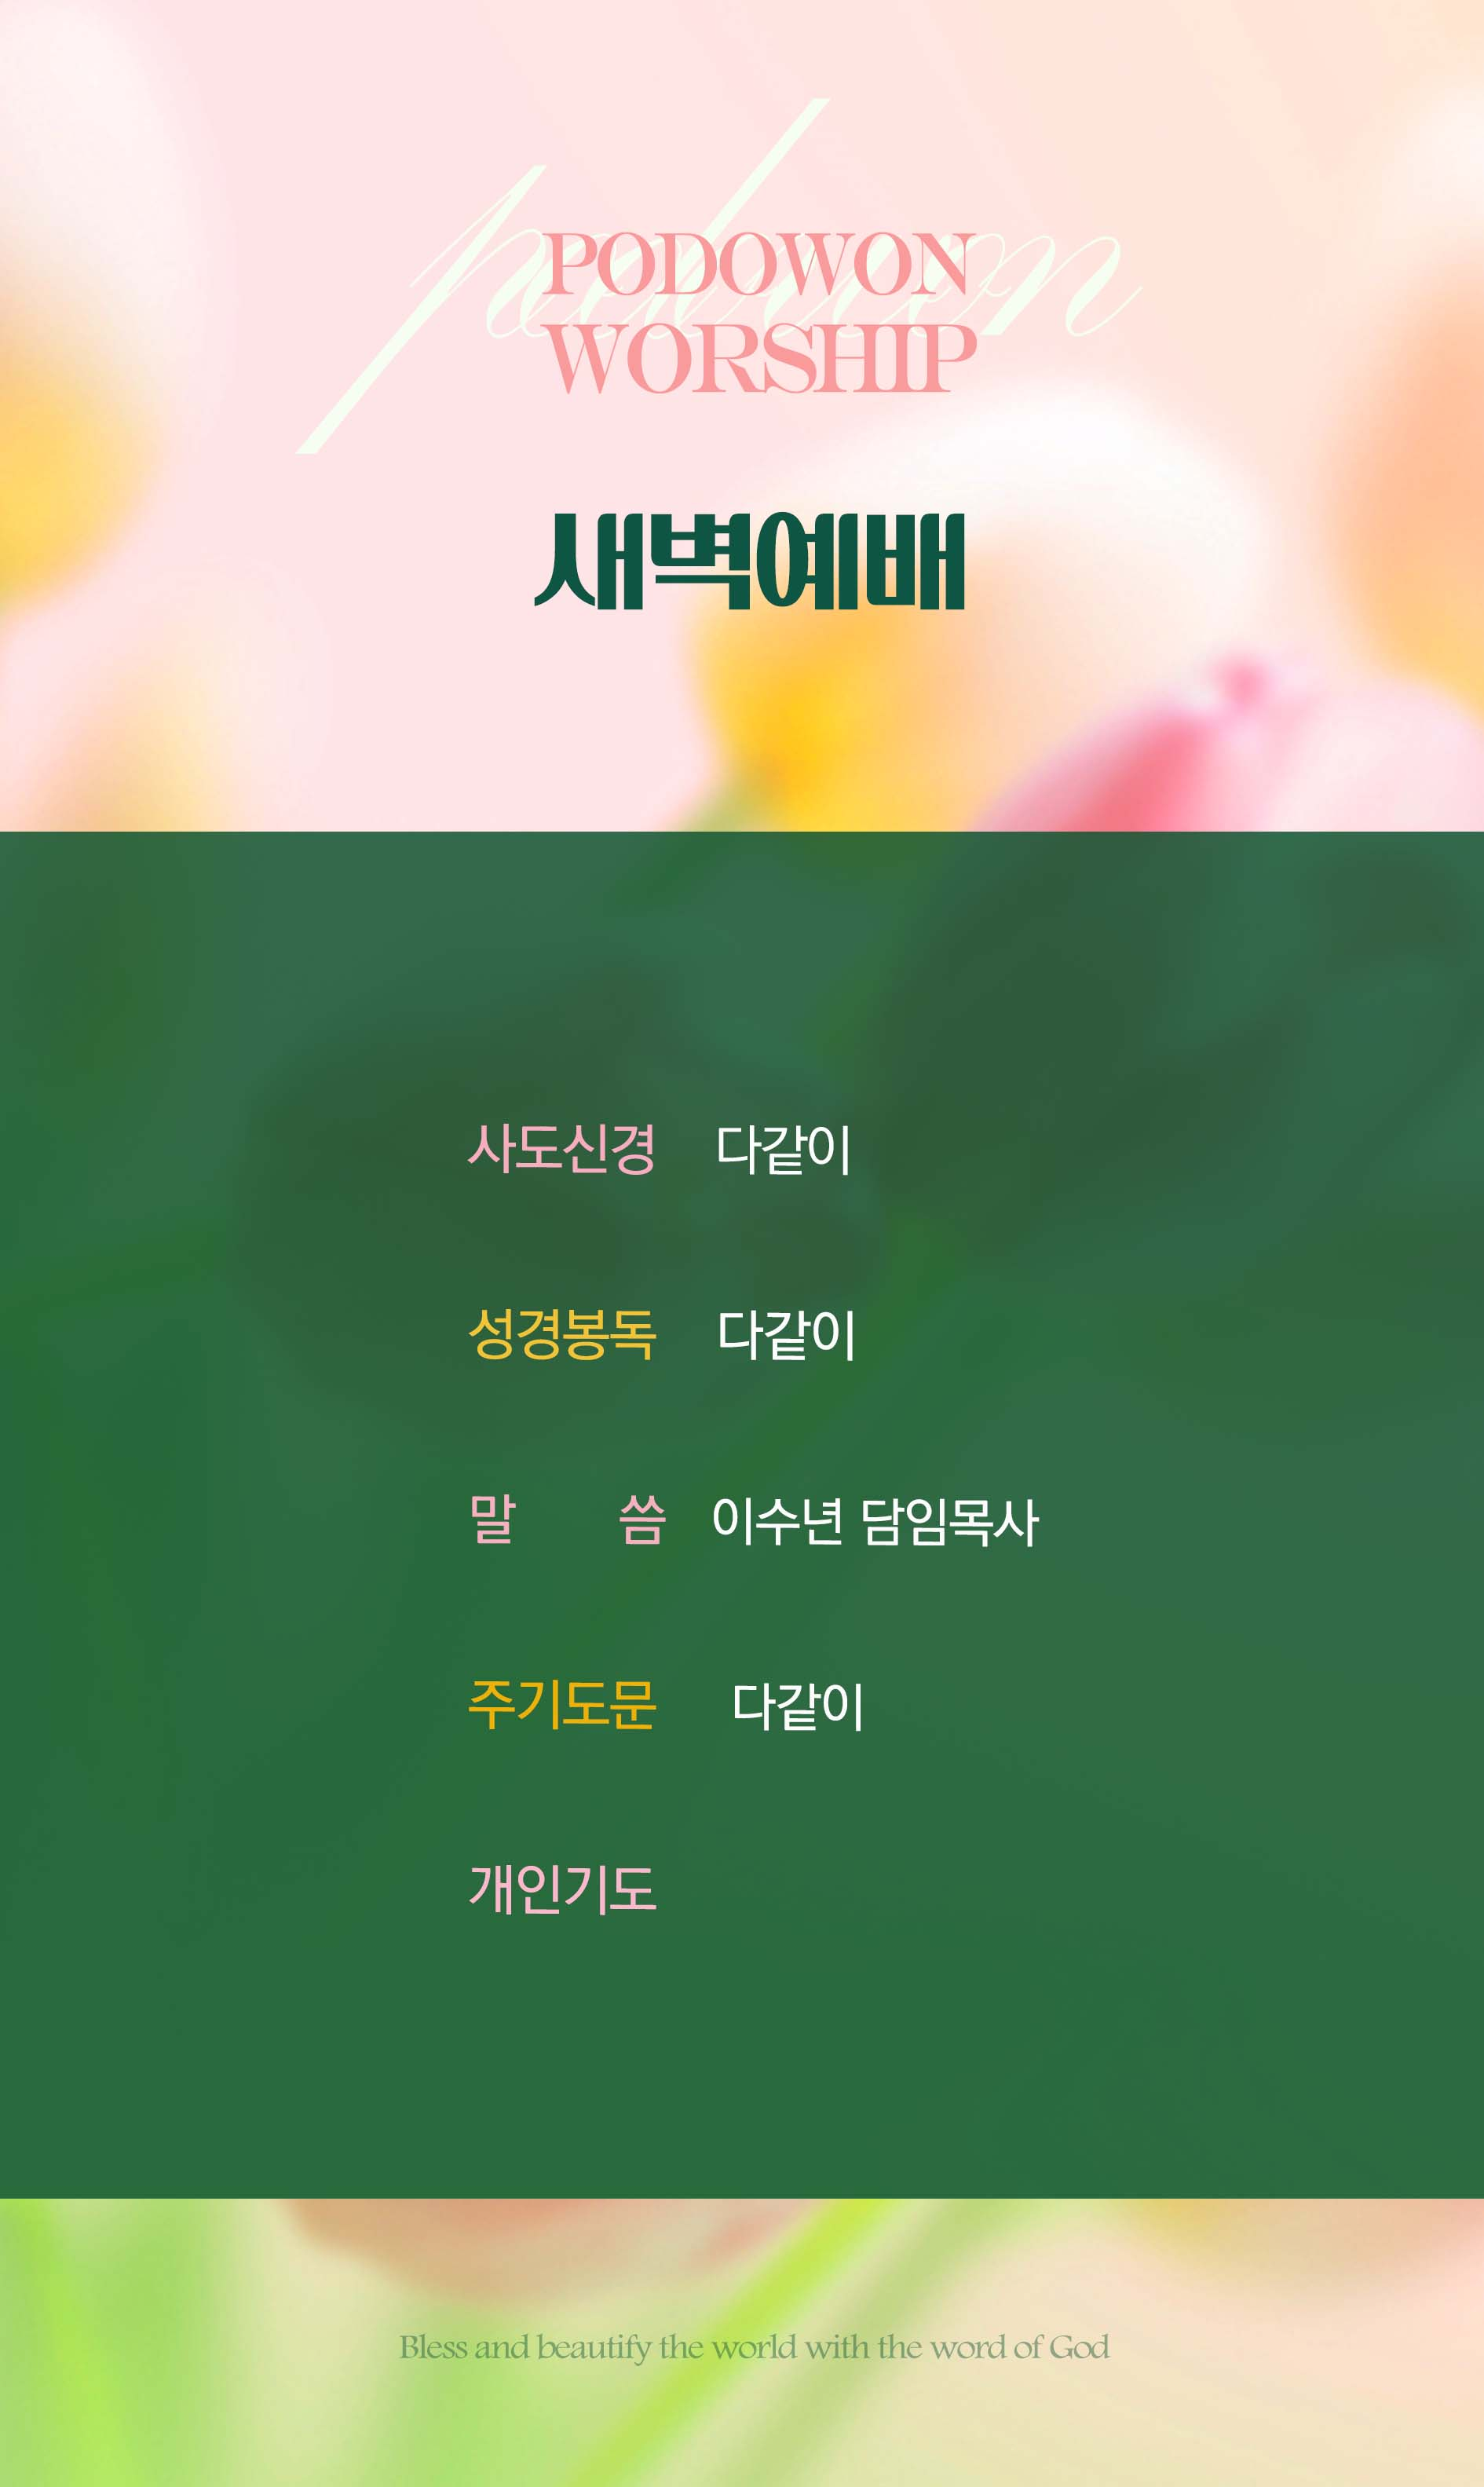 podowon
PODOWON
WORSHIP
새벽예배
사도신경 다같이
성경봉독 다같이
말 씀 이수년 담임목사
주기도문 다같이
개인기도
Bless and beautify the world with the word of God